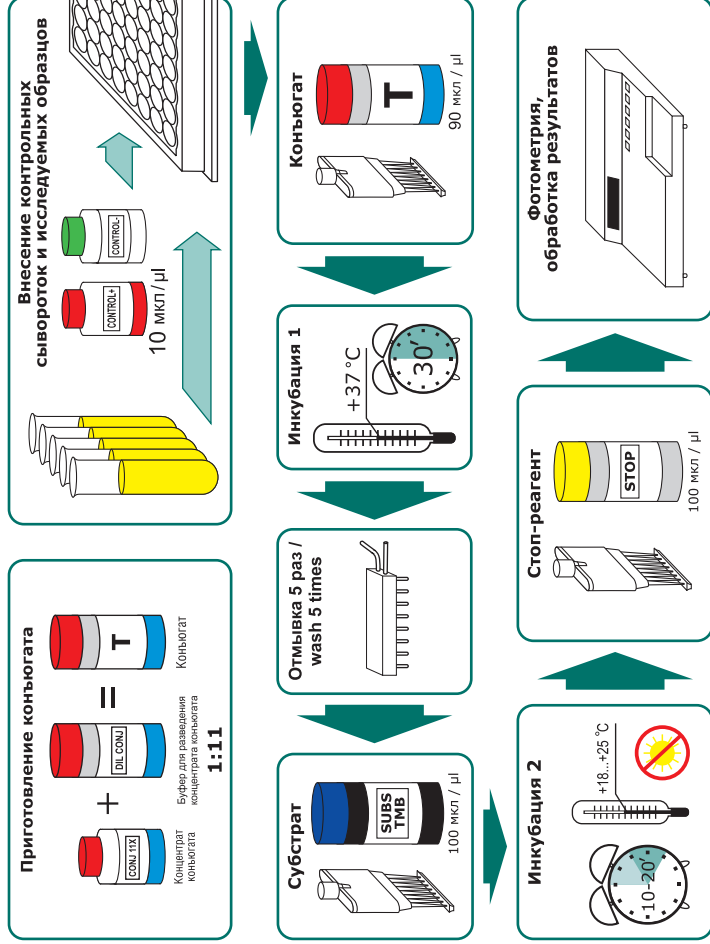 Приготовление конъюгата
CONJ 11X
+
DIL CONJ
=
T
Концентрат
конъюгата
Буфер для разведения
концентрата конъюгата
Конъюгат
1:11
Внесение контрольных
сывороток и исследуемых образцов
CONTROL+
CONTROL-
10 мкл/µl
Конъюгат
T
90 мкл / µl
Инкубация 1
+37 °C
30′
Отмывка 5 раз /
wash 5 times
Субстрат
SUBS
TMB
100 мкл / µl
Инкубация 2
10-20′
+18...+25 °C
Стоп-реагент
STOP
100 мкл / µl
Фотометрия,
обработка результатов